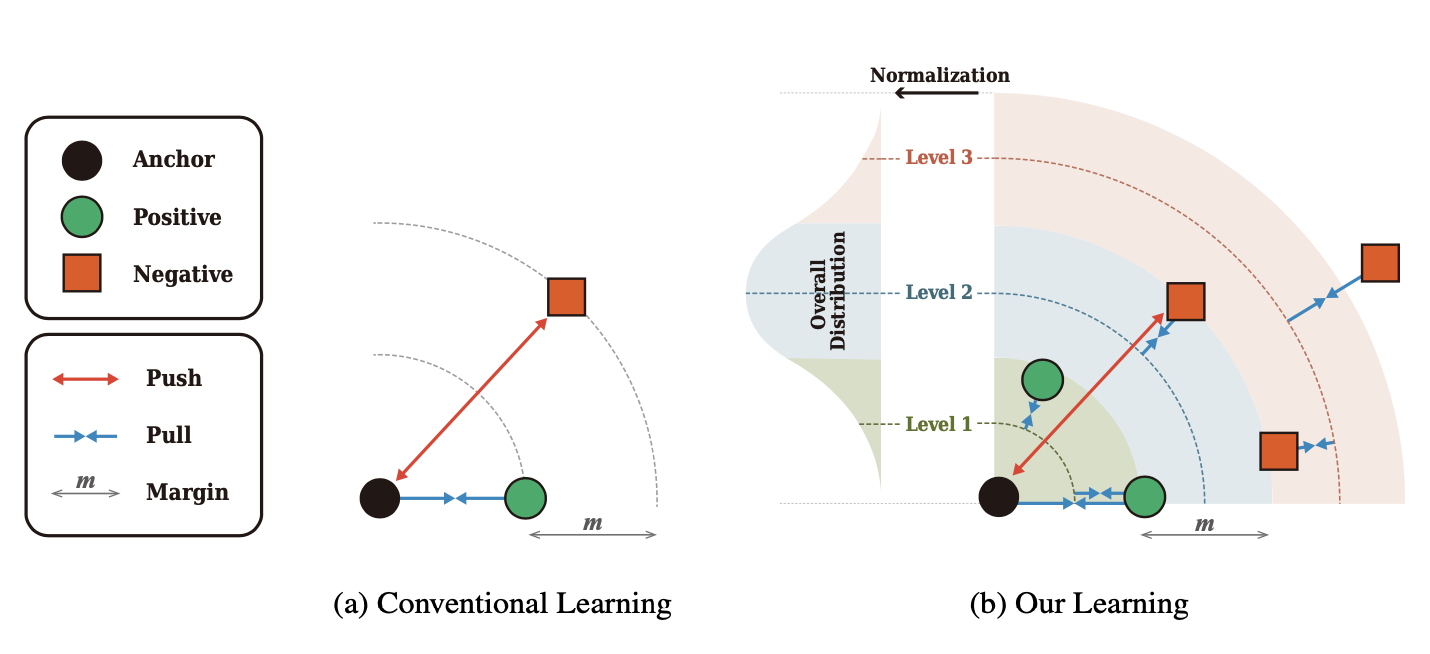 Anchor
Positive
Negative
Push
Pull
m
Margin
m
(a) Conventional Learning
Normalization
Level 3
Overall
Distribution
Level 2
Level 1
m
(b) Our Learning